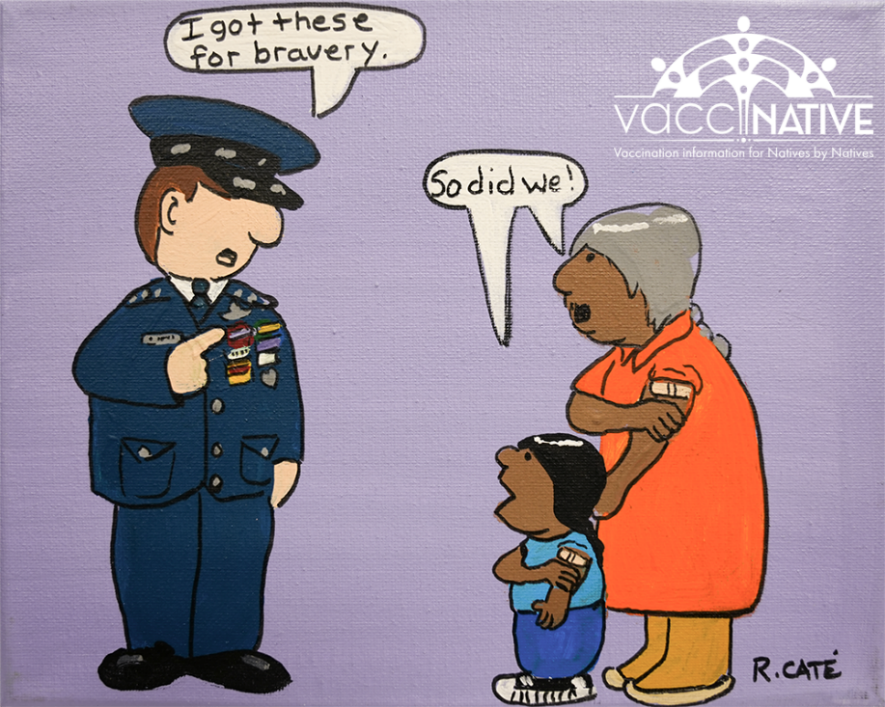 I got these
for bravery.
So did we!
VACCINATIVE
Vaccination information for Natives by Natives
R. CATÉ